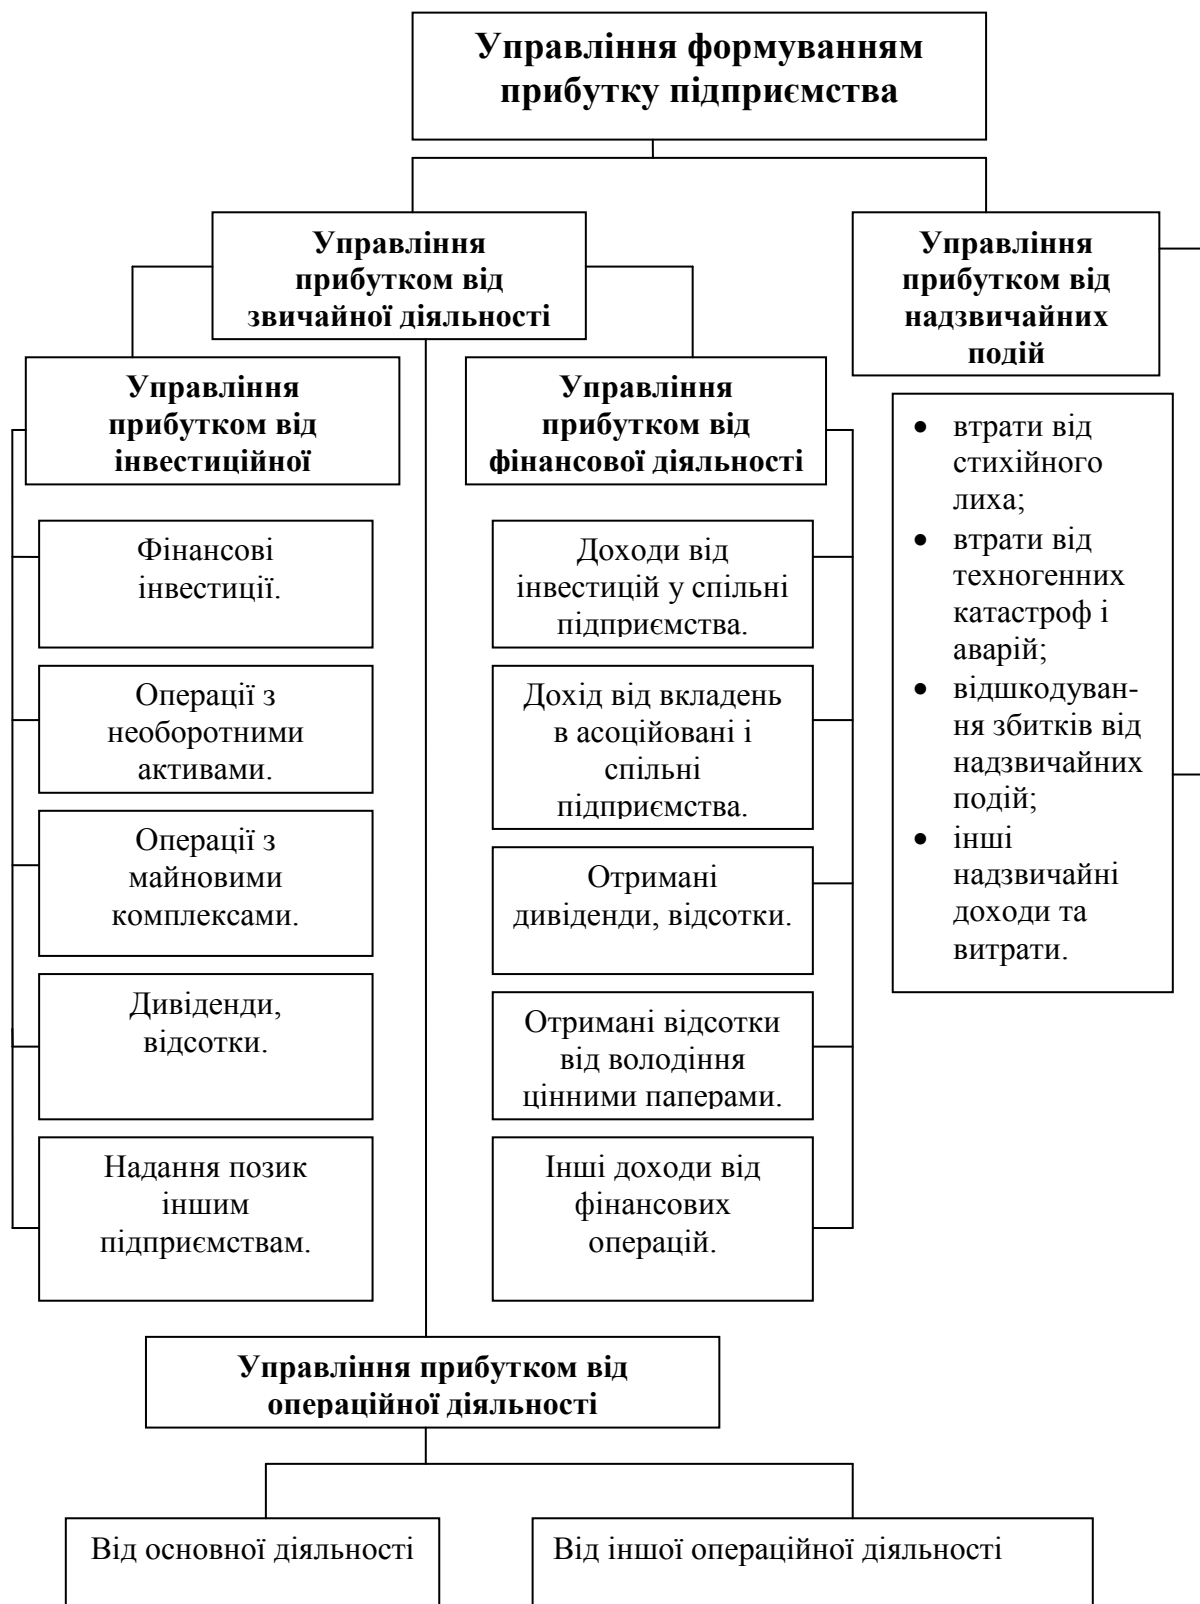 Управління формуванням
прибутку підприємства
Управління
прибутком від
звичайної діяльності
Управління
прибутком від
надзвичайних
подій
Управління
прибутком від
інвестиційної
Управління
прибутком від
фінансової діяльності
Фінансові
інвестиції.
Операції з
необоротними
активами.
Операції з
майновими
комплексами.
Дивіденди,
відсотки.
Надання позик
іншим
підприємствам.
Доходи від
інвестицій у спільні
підприємства.
Дохід від вкладень
в асоційовані і
спільні
підприємства.
Отримані
дивіденди, відсотки.
Отримані відсотки
від володіння
цінними паперами.
Інші доходи від
фінансових
операцій.
• втрати від
стихійного
лиха;
• втрати від
техногенних
катастроф і
аварій;
• відшкодуван-
ня збитків від
надзвичайних
подій;
• інші
надзвичайні
доходи та
витрати.
Управління прибутком від
операційної діяльності
Від основної діяльності
Від іншої операційної діяльності